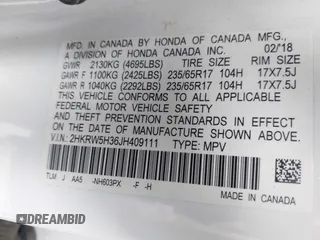 MFD. IN CANADA BY HONDA OF CANADA MFG.,
A DIVISION OF HONDA CANADA INC. 02/18
GVWR 2130KG (4695LBS) TIRE SIZE RIM SIZE
GAWR F 1100KG (2425LBS) 235/65R17 104H 17X7.5J
GAWR R 1040KG (2292LBS) 235/65R17 104H 17X7.5J
THIS VEHICLE CONFORMS TO ALL APPLICABLE
FEDERAL MOTOR VEHICLE SAFETY AND
THEFT PREVENTION STANDARDS IN EFFECT ON
THE DATE OF MANUFACTURE SHOWN ABOVE.
V.I.N.: 2HKRW5H36JH409111 TYPE: MPV
TLM J AA5 -NH603PX -F -H
DREAMBID